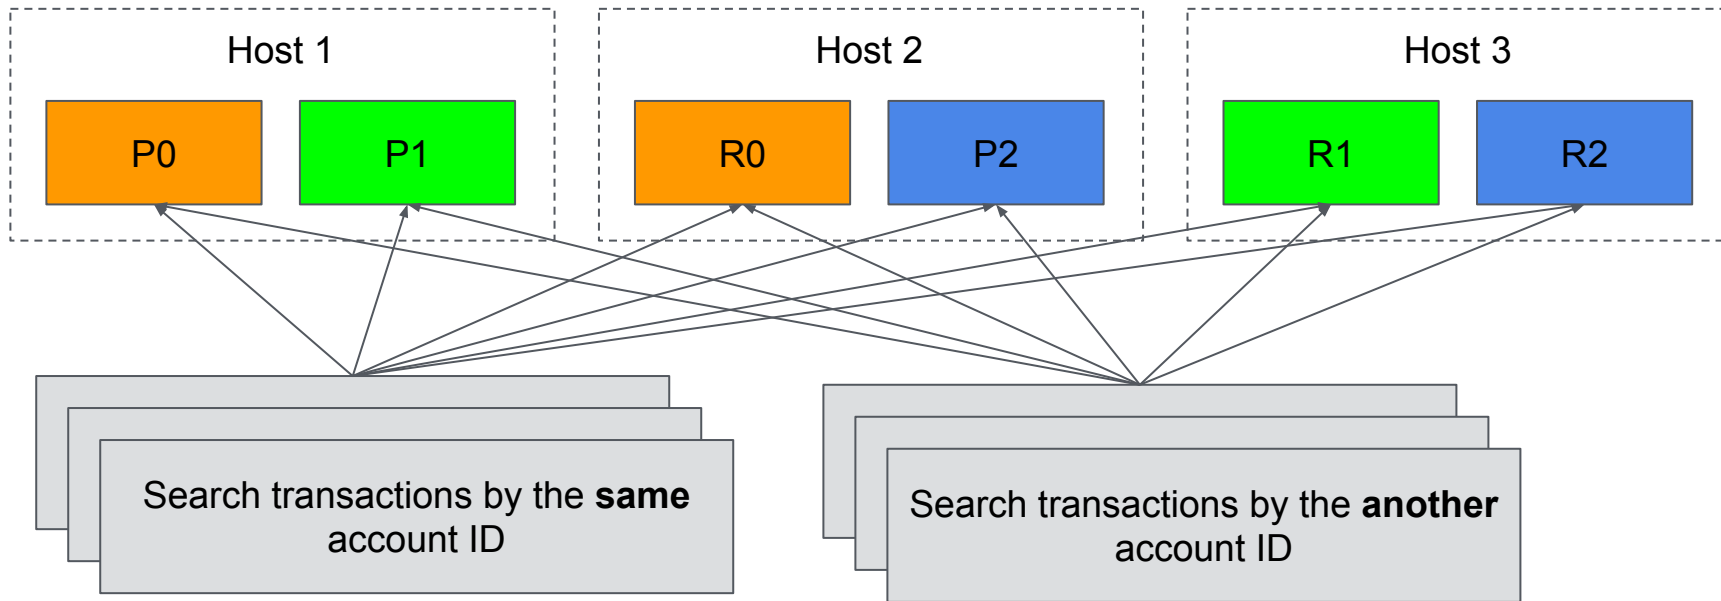 Host 1
Host 2
Host 3
P0
P1
R0
P2
R1
R2
Search transactions by the same
account ID
Search transactions by the another
account ID